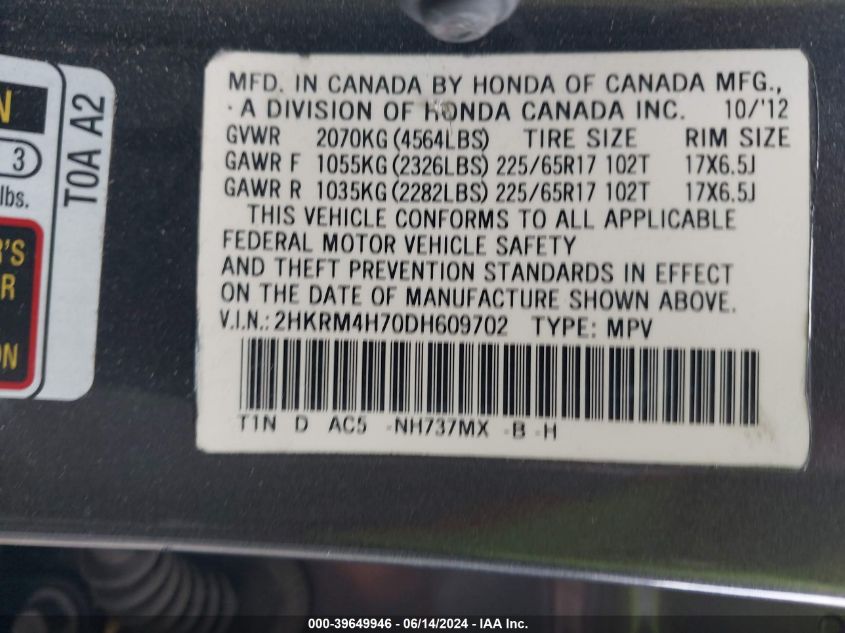 N
3
lbs.
R'S
R
ON
TOA A2
MFD. IN CANADA BY HONDA OF CANADA MFG.,
A DIVISION OF HONDA CANADA INC. 10/'12
GVWR 2070KG (4564LBS) TIRE SIZE RIM SIZE
GAWR F 1055KG (2326LBS) 225/65R17 102T 17X6.5J
GAWR R 1035KG (2282LBS) 225/65R17 102T 17X6.5J
THIS VEHICLE CONFORMS TO ALL APPLICABLE
FEDERAL MOTOR VEHICLE SAFETY
AND THEFT PREVENTION STANDARDS IN EFFECT
ON THE DATE OF MANUFACTURE SHOWN ABOVE.
V.I.N.: 2HKRM4H70DH609702 TYPE: MPV
T1N D AC5 -NH737MX -B -H
000-39649946 / 06/14/2024 - IAA Inc.